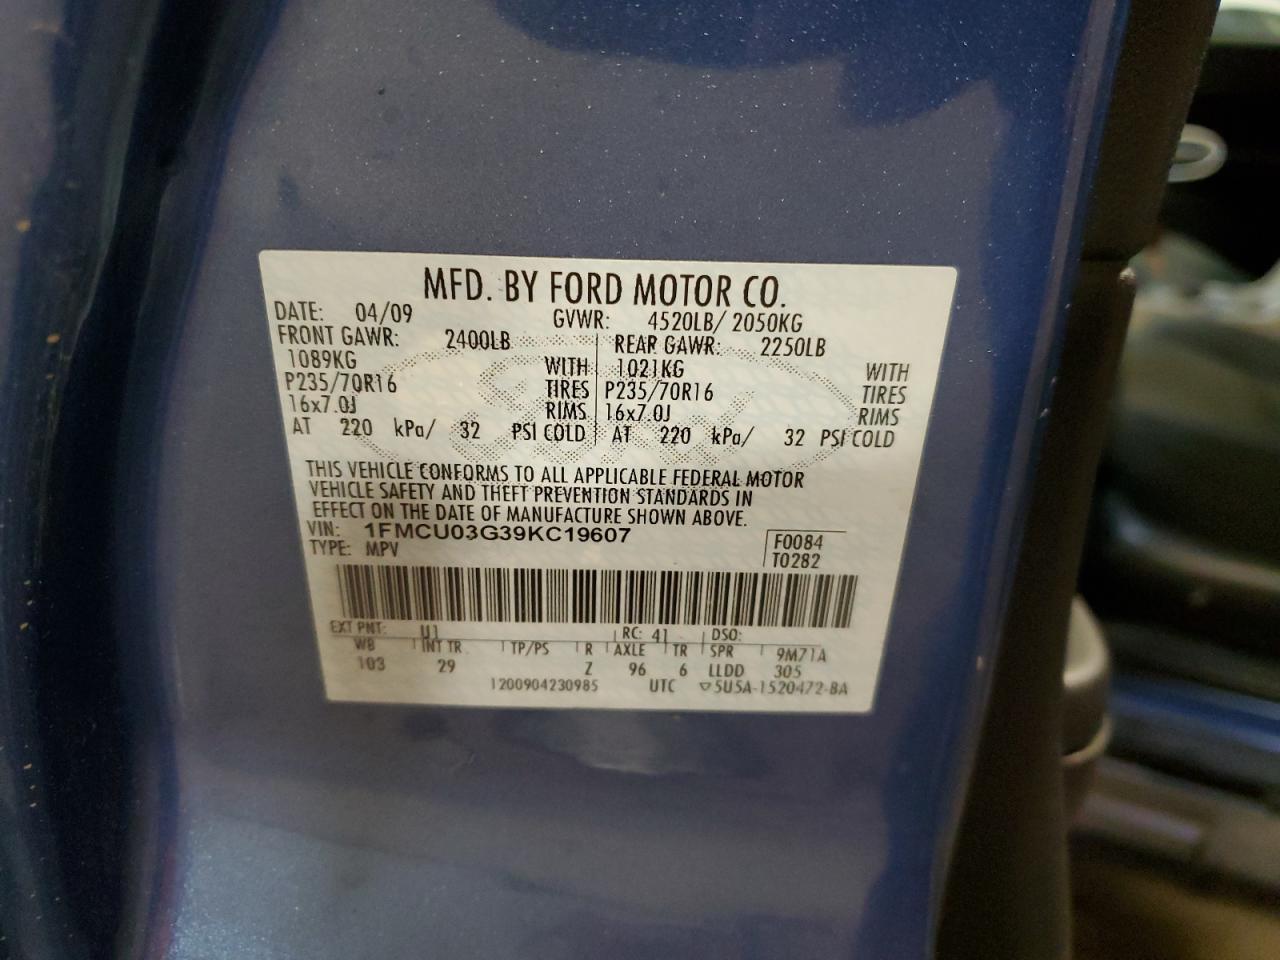 MFD. BY FORD MOTOR CO.
DATE: 04/09 GVWR: 4520LB/ 2050KG
FRONT GAWR: 2400LB REAR GAWR: 2250LB
1089KG WITH 1021KG WITH
P235/70R16 TIRES P235/70R16 TIRES
16x7.0J RIMS 16x7.0J RIMS
AT 220 kPa/ 32 PSI COLD AT 220 kPa/ 32 PSI COLD
THIS VEHICLE CONFORMS TO ALL APPLICABLE FEDERAL MOTOR
VEHICLE SAFETY AND THEFT PREVENTION STANDARDS IN
EFFECT ON THE DATE OF MANUFACTURE SHOWN ABOVE.
VIN: 1FMCU03G39KC19607 F0084
TYPE: MPV T0282
EXT PNT: U1 RC: 41 DSO:
WB INT TR TP/PS R AXLE TR SPR 9M71A
103 29 Z 96 6 LLDD 305
1200904230985 UTC ▽5U5A-1520472-BA